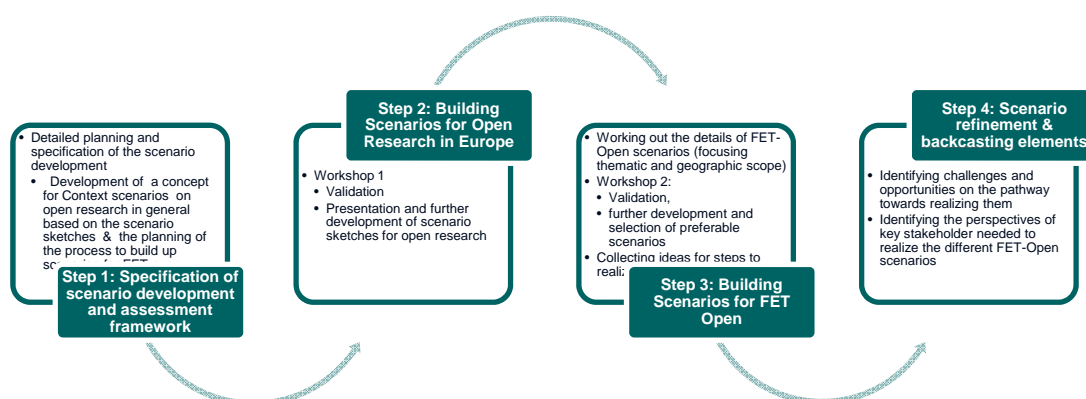 • Detailed planning and
specification of the scenario
development
• Development of a concept
for Context scenarios on
open research in general
based on the scenario
sketches & the planning of
the process to build up
Step 1: Specification of
scenario development
and assessment
framework
Step 2: Building
Scenarios for Open
Research in Europe
• Workshop 1
• Validation
• Presentation and further
development of scenario
sketches for open research
• Working out the details of FET-
Open scenarios (focusing
thematic and geographic scope)
• Workshop 2:
• Validation,
• further development and
selection of preferable
scenarios
• Collecting ideas for steps to
Step 3: Building
Scenarios for FET
Open
Step 4: Scenario
refinement &
backcasting elements
• Identifying challenges and
opportunities on the pathway
towards realizing them
• Identifying the perspectives of
key stakeholder needed to
realize the different FET-Open
scenarios